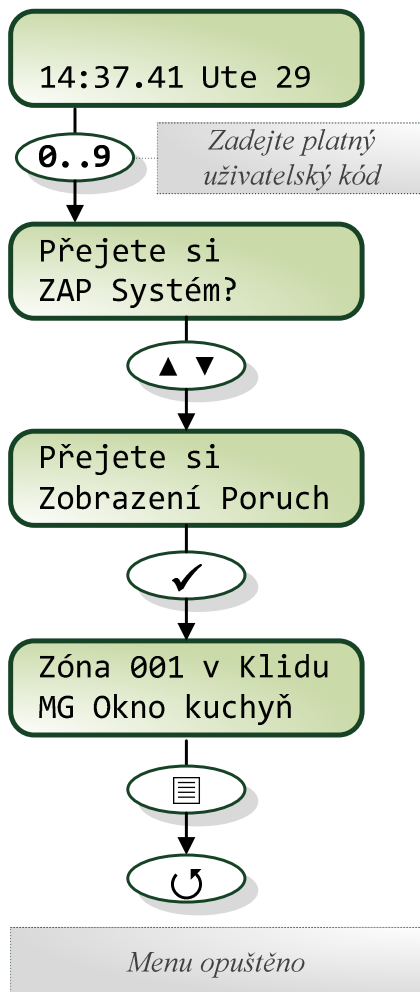 14:37.41 Ute 29
0..9
Zadejte platný
uživatelský kód
Přejete si
ZAP Systém?
▲ ▼
Přejete si
Zobrazení Poruch
✓
Zóna 001 v Klidu
MG Okno kuchyň
Menu opuštěno